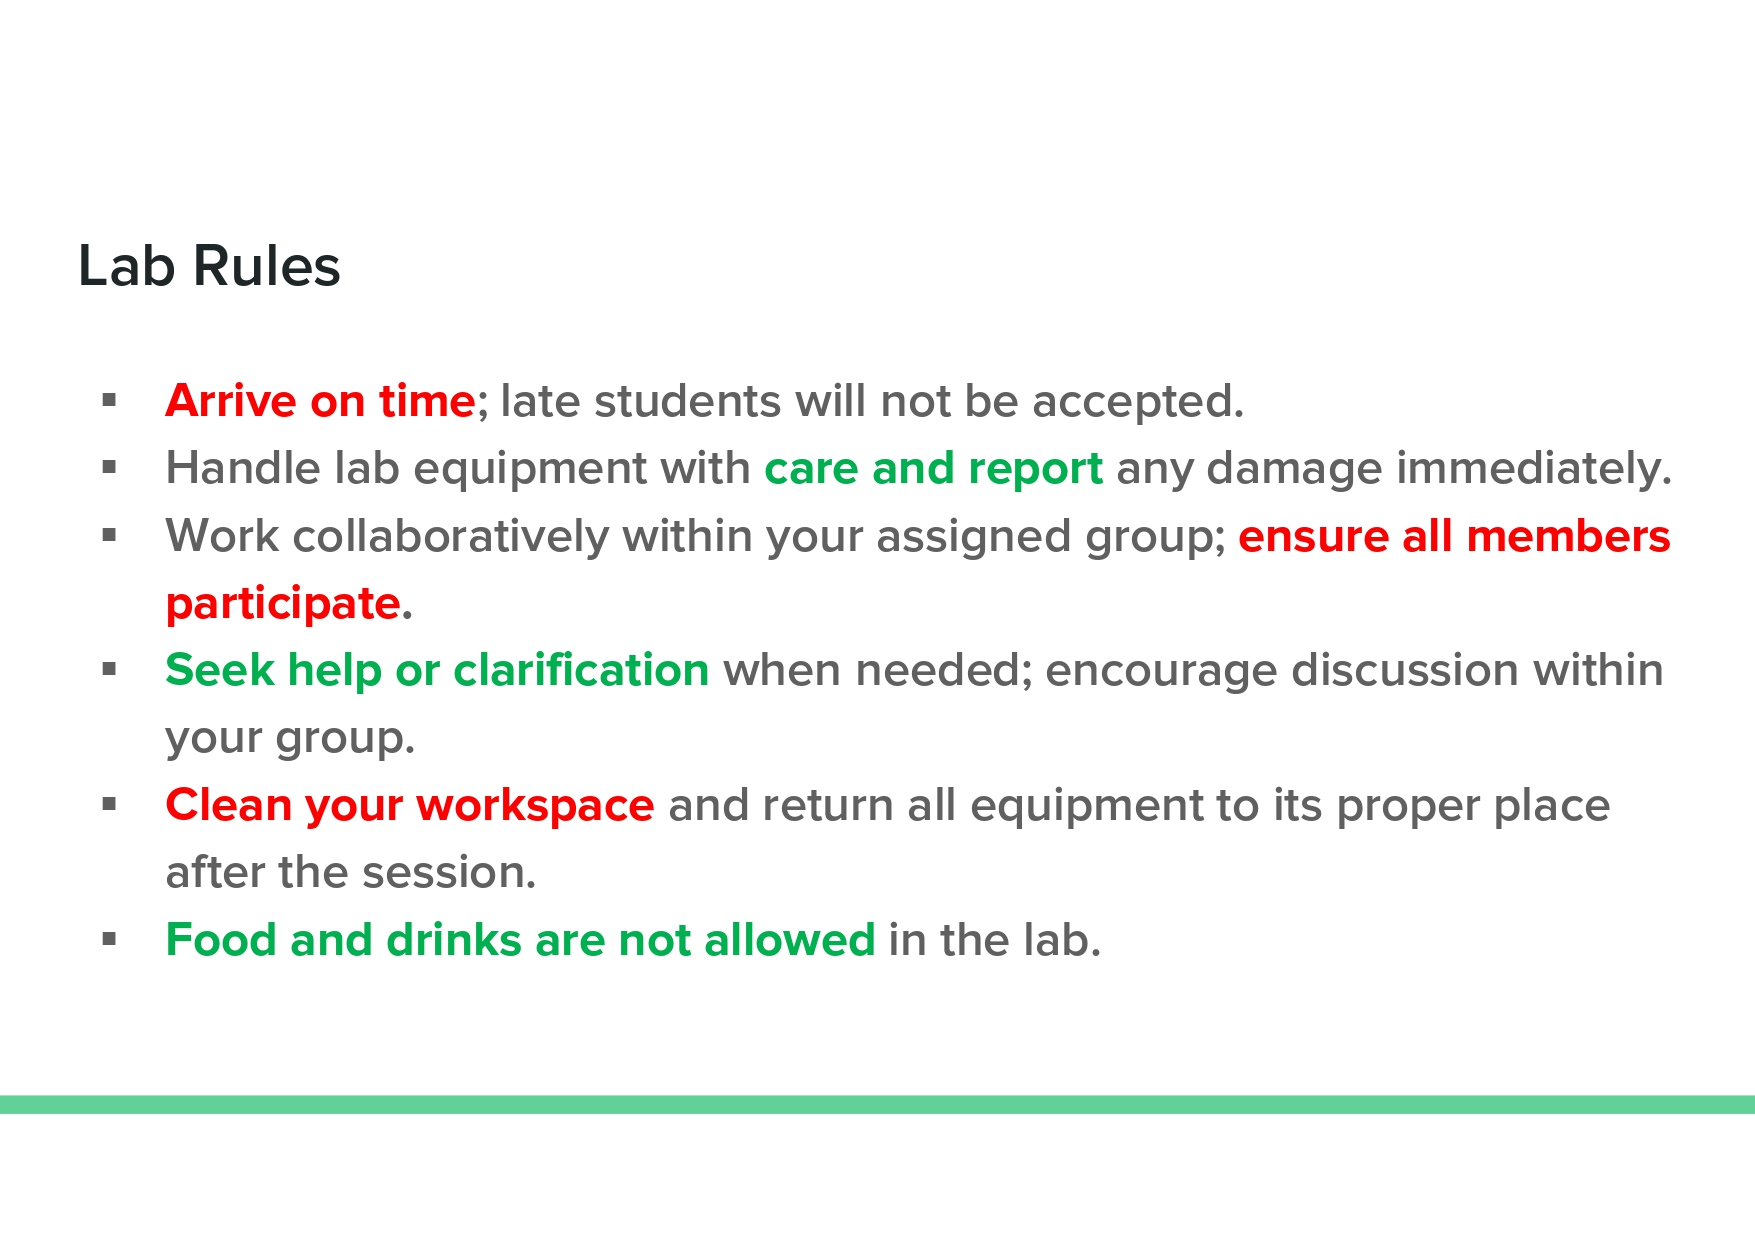 Lab Rules
▪ Arrive on time; late students will not be accepted.
▪ Handle lab equipment with care and report any damage immediately.
▪ Work collaboratively within your assigned group; ensure all members
participate.
▪ Seek help or clarification when needed; encourage discussion within
your group.
▪ Clean your workspace and return all equipment to its proper place
after the session.
▪ Food and drinks are not allowed in the lab.